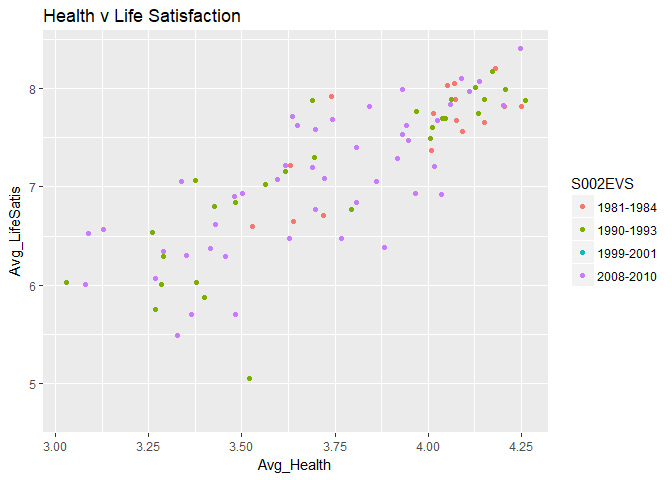 Health v Life Satisfaction
Avg_LifeSatis
8
7
6
5
3.00 3.25 3.50 3.75 4.00 4.25
Avg_Health
S002EVS
1981-1984
1990-1993
1999-2001
2008-2010